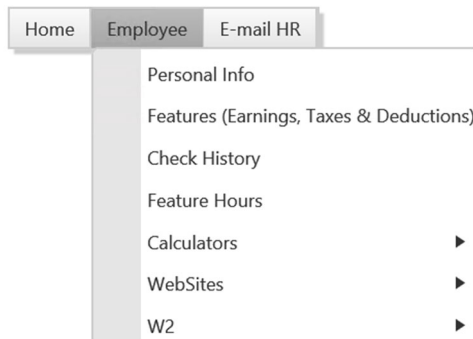 Home Employee E-mail HR
Personal Info
Features (Earnings, Taxes & Deductions)
Check History
Feature Hours
Calculators
WebSites
W2